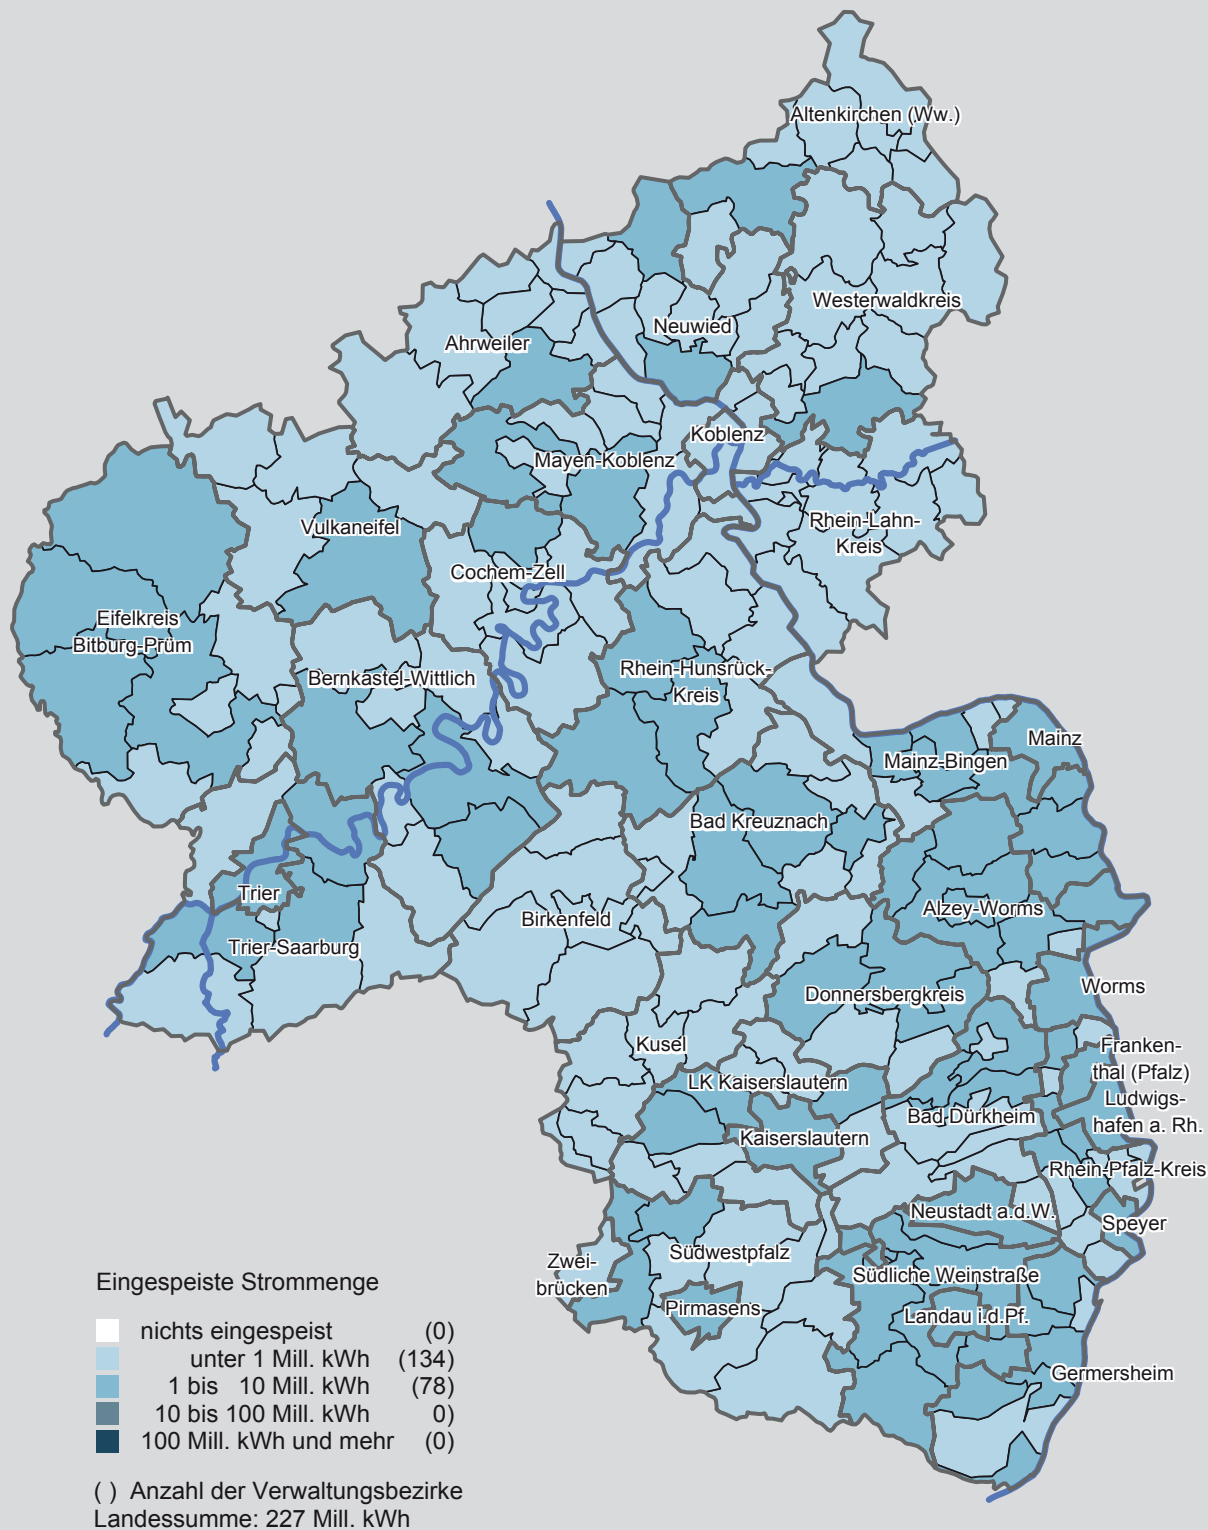 Altenkirchen (Ww.)
Westerwaldkreis
Neuwied
Ahrweiler
Koblenz
Mayen-Koblenz
Rhein-Lahn-
Kreis
Vulkaneifel
Cochem-Zell
Eifelkreis
Bitburg-Prüm
Bernkastel-Wittlich
Rhein-Hunsrück-
Kreis
Mainz
Mainz-Bingen
Bad Kreuznach
Trier
Alzey-Worms
Birkenfeld
Trier-Saarburg
Donnersbergkreis
Worms
Kusel
Franken-
thal (Pfalz)
LK Kaiserslautern
Ludwigs-
hafen a. Rh.
Bad Dürkheim
Kaiserslautern
Rhein-Pfalz-Kreis
Neustadt a.d.W.
Speyer
Südwestpfalz
Zwei-
brücken
Südliche Weinstraße
Pirmasens
Landau i.d.Pf.
Germersheim
Eingespeiste Strommenge
nichts eingespeist (0)
unter 1 Mill. kWh (134)
1 bis 10 Mill. kWh (78)
10 bis 100 Mill. kWh 0)
100 Mill. kWh und mehr (0)
( ) Anzahl der Verwaltungsbezirke
Landessumme: 227 Mill. kWh